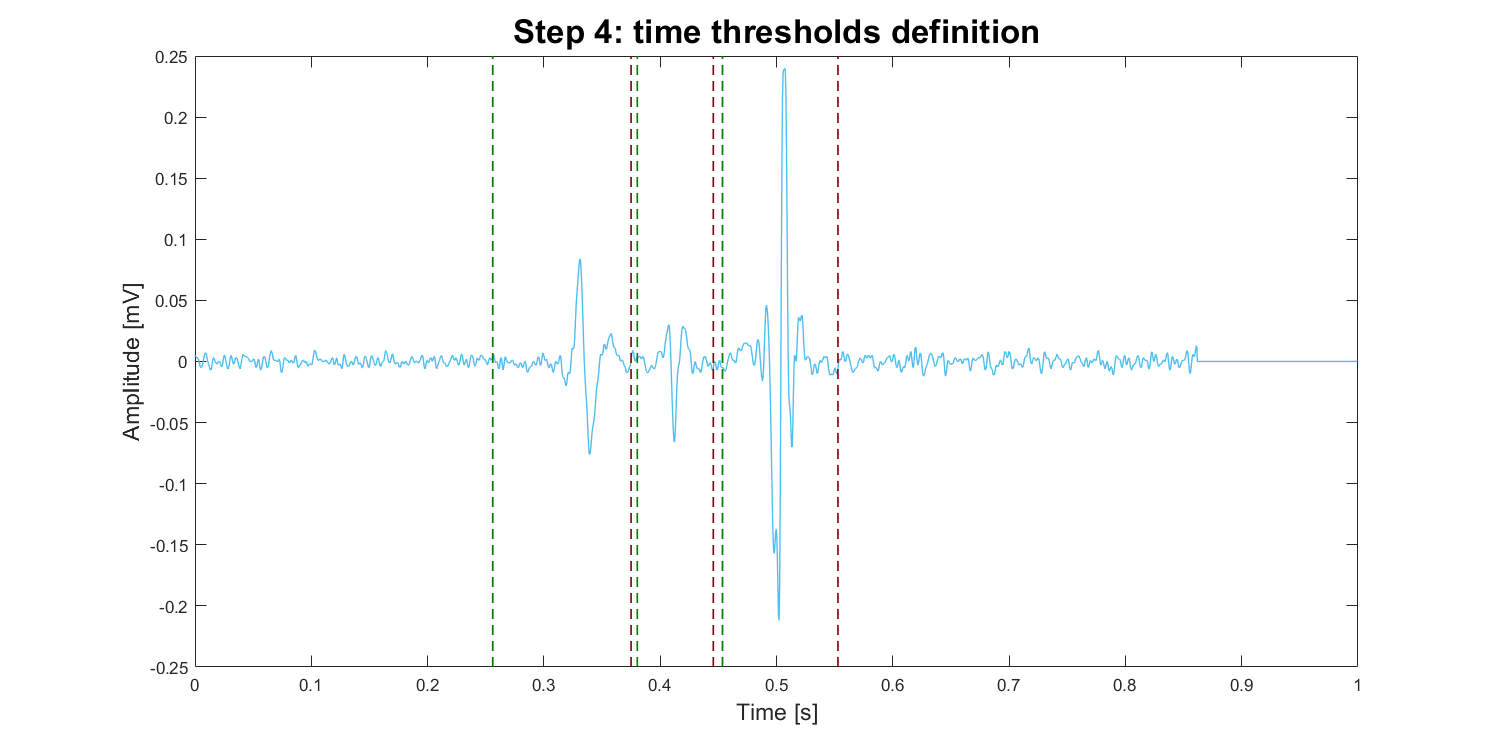 Step 4: time thresholds definition
0.25
0.2
0.15
0.1
0.05
0
-0.05
-0.1
-0.15
-0.2
-0.25
Amplitude [mV]
0 0.1 0.2 0.3 0.4 0.5 0.6 0.7 0.8 0.9 1
Time [s]